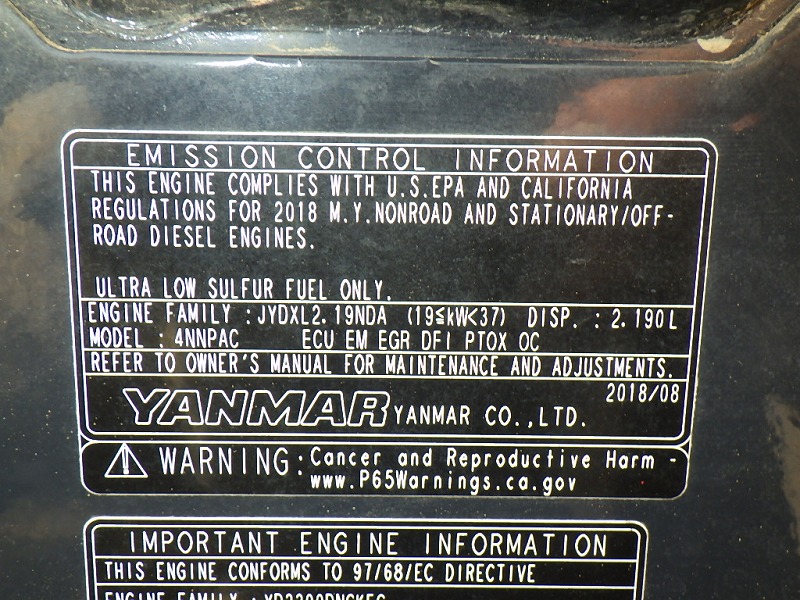 EMISSION CONTROL INFORMATION
THIS ENGINE COMPLIES WITH U.S.EPA AND CALIFORNIA
REGULATIONS FOR 2018 M.Y.NONROAD AND STATIONARY/OFF-
ROAD DIESEL ENGINES.
ULTRA LOW SULFUR FUEL ONLY.
ENGINE FAMILY : JYDXL2.19NDA (19≤kW<37) DISP. : 2.190L
MODEL : 4NNPAC ECU EM EGR DFI PTOX OC
REFER TO OWNER'S MANUAL FOR MAINTENANCE AND ADJUSTMENTS.
2018/08
YANMAR YANMAR CO.,LTD.
WARNING: Cancer and Reproductive Harm -
www.P65Warnings.ca.gov
IMPORTANT ENGINE INFORMATION
THIS ENGINE CONFORMS TO 97/68/EC DIRECTIVE
ENGINE FAMILY :